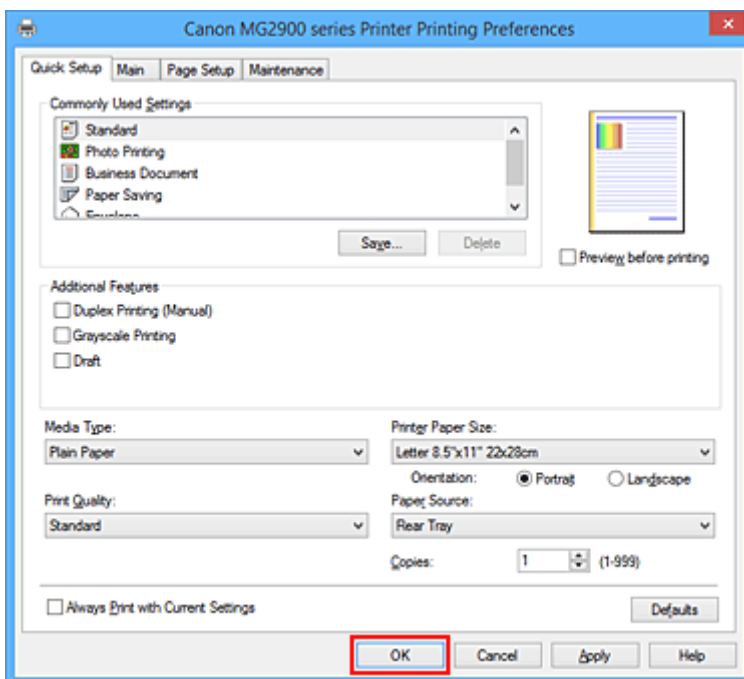 Canon MG2900 series Printer Printing Preferences
Quick Setup Main Page Setup Maintenance
Commonly Used Settings
Standard
Photo Printing
Business Document
Paper Saving
Envelope
Save... Delete
Preview before printing
Additional Features
Duplex Printing (Manual)
Grayscale Printing
Draft
Media Type:
Plain Paper
Printer Paper Size:
Letter 8.5"x11" 22x28cm
Orientation: Portrait Landscape
Print Quality:
Standard
Paper Source:
Rear Tray
Copies: 1 (1-999)
Always Print with Current Settings
Defaults
OK Cancel Apply Help